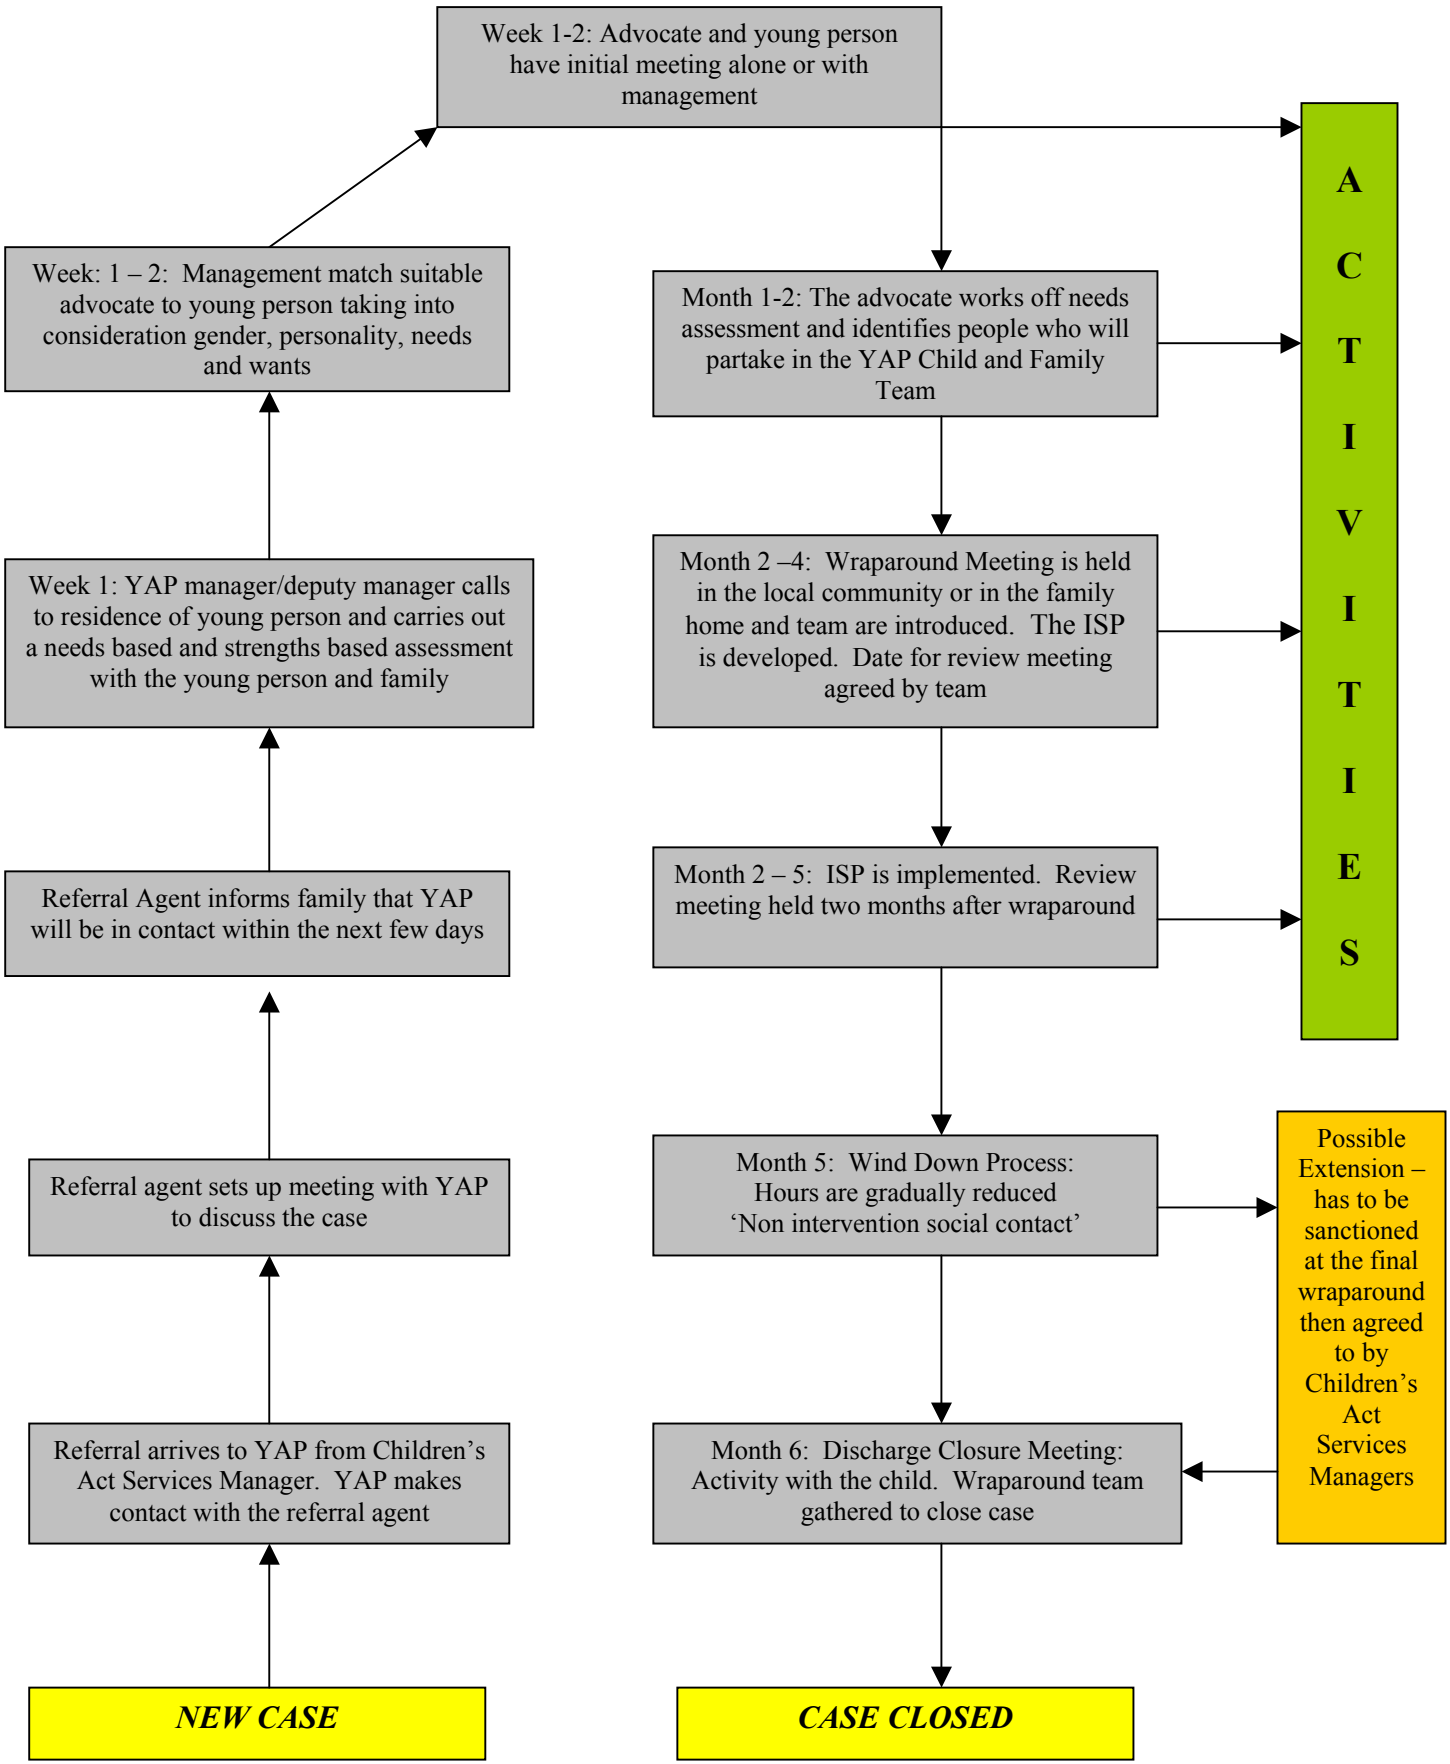 Week 1-2: Advocate and young person
have initial meeting alone or with
management
A
C
T
I
V
I
T
I
E
S
Week: 1 – 2: Management match suitable
advocate to young person taking into
consideration gender, personality, needs
and wants
Month 1-2: The advocate works off needs
assessment and identifies people who will
partake in the YAP Child and Family
Team
Week 1: YAP manager/deputy manager calls
to residence of young person and carries out
a needs based and strengths based assessment
with the young person and family
Month 2 –4: Wraparound Meeting is held
in the local community or in the family
home and team are introduced. The ISP
is developed. Date for review meeting
agreed by team
Referral Agent informs family that YAP
will be in contact within the next few days
Month 2 – 5: ISP is implemented. Review
meeting held two months after wraparound
Referral agent sets up meeting with YAP
to discuss the case
Month 5: Wind Down Process:
Hours are gradually reduced
‘Non intervention social contact’
Possible
Extension –
has to be
sanctioned
at the final
wraparound
then agreed
to by
Children’s
Act
Services
Managers
Referral arrives to YAP from Children’s
Act Services Manager. YAP makes
contact with the referral agent
Month 6: Discharge Closure Meeting:
Activity with the child. Wraparound team
gathered to close case
NEW CASE
CASE CLOSED